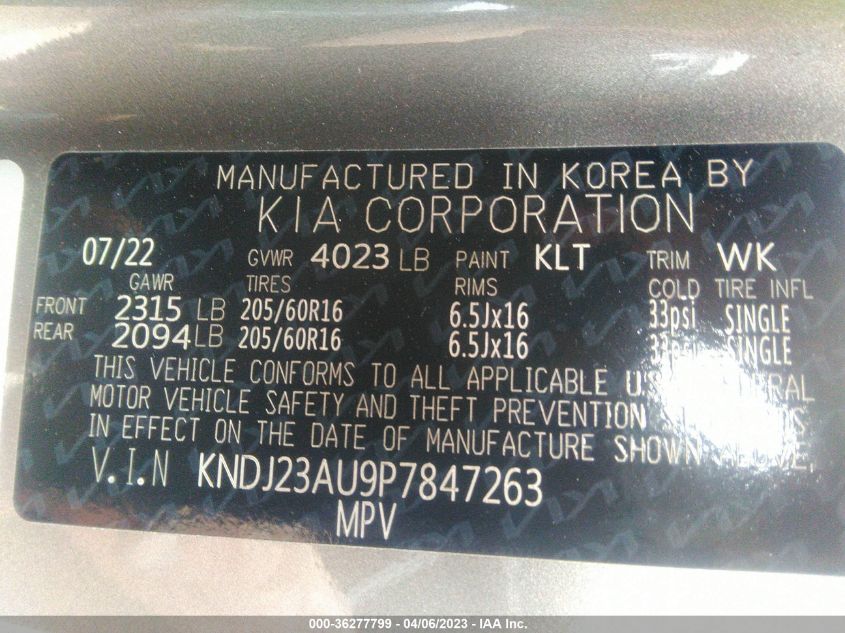 MANUFACTURED IN KOREA BY
KIA CORPORATION
07/22 GVWR 4023 LB PAINT KLT TRIM WK
GAWR TIRES RIMS COLD TIRE INFL
FRONT 2315 LB 205/60R16 6.5Jx16 33psi SINGLE
REAR 2094 LB 205/60R16 6.5Jx16 SINGLE
THIS VEHICLE CONFORMS TO ALL APPLICABLE
MOTOR VEHICLE SAFETY AND THEFT PREVENTION
IN EFFECT ON THE DATE OF MANUFACTURE SHOWN
V.I.N KNDJ23AU9P7847263
MPV
000-36277799 - 04/06/2023 - IAA Inc.